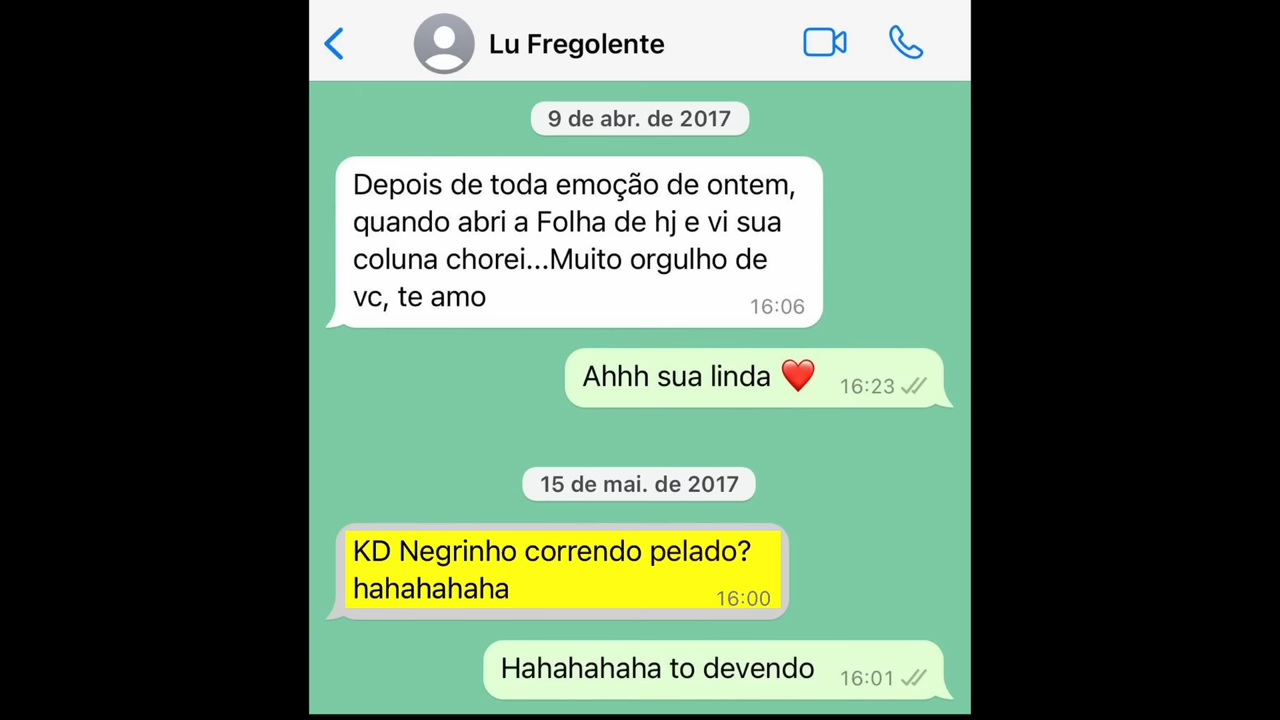 Lu Fregolente
9 de abr. de 2017
Depois de toda emoção de ontem,
quando abri a Folha de hj e vi sua
coluna chorei...Muito orgulho de
vc, te amo
16:06
Ahhh sua linda ❤️
16:23
15 de mai. de 2017
KD Negrinho correndo pelado?
hahahahaha
16:00
Hahahahaha to devendo
16:01